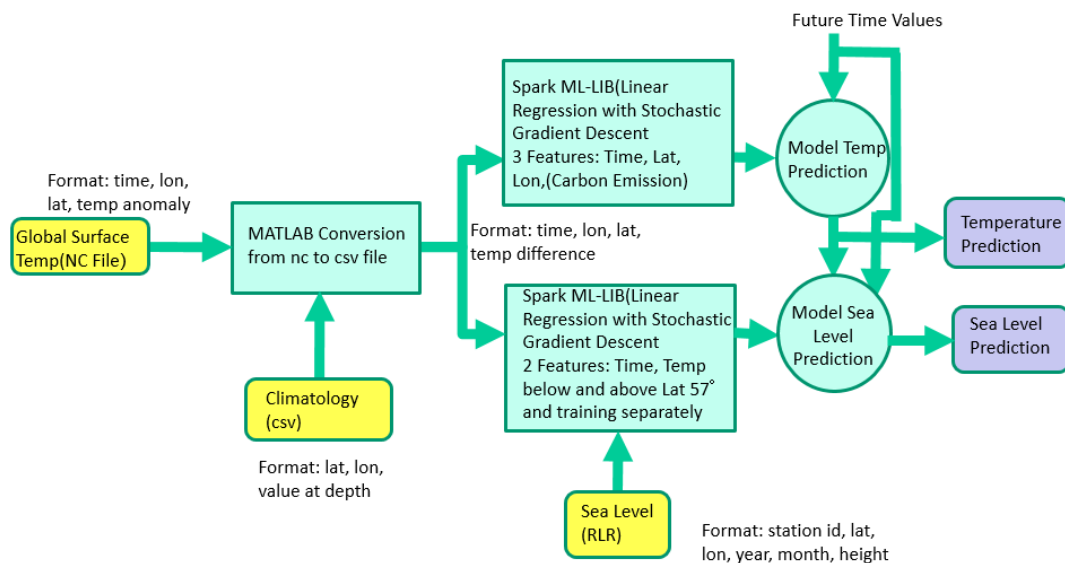 Future Time Values
Spark ML-LIB(Linear
Regression with Stochastic
Gradient Descent
3 Features: Time, Lat,
Lon,(Carbon Emission)
Model Temp
Prediction
Format: time, lon,
lat, temp anomaly
Global Surface
Temp(NC File)
MATLAB Conversion
from nc to csv file
Format: time, lon, lat,
temp difference
Temperature
Prediction
Spark ML-LIB(Linear
Regression with Stochastic
Gradient Descent
2 Features: Time, Temp
below and above Lat 57°
and training separately
Model Sea
Level
Prediction
Sea Level
Prediction
Climatology
(csv)
Format: lat, lon,
value at depth
Sea Level
(RLR)
Format: station id, lat,
lon, year, month, height